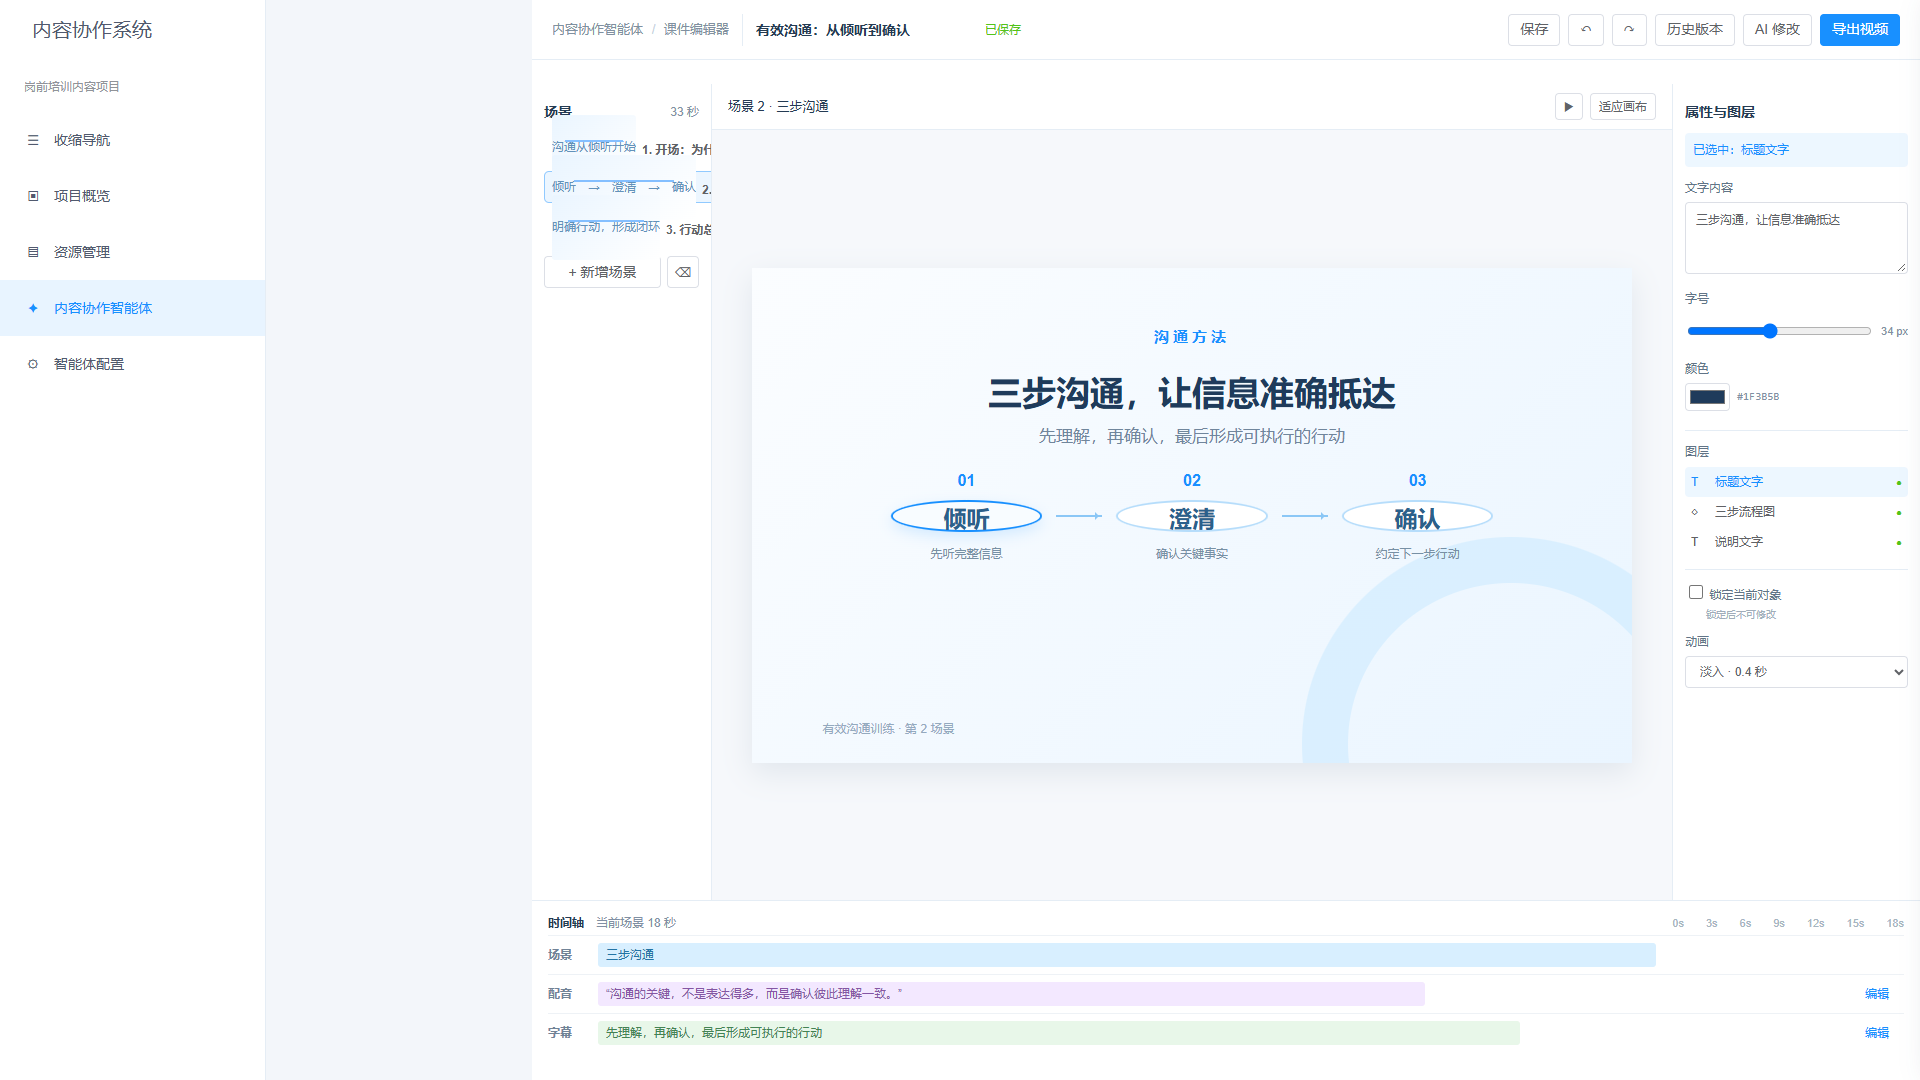 内容协作系统
岗前培训内容项目
收缩导航
项目概览
资源管理
内容协作智能体
智能体配置
内容协作智能体 / 课件编辑器
有效沟通：从倾听到确认
已保存
保存
历史版本
AI 修改
导出视频
场景
33 秒
沟通从倾听开始
1. 开场：为什
倾听 → 澄清 → 确认
2.
明确行动，形成闭环
3. 行动总
+ 新增场景
场景 2 · 三步沟通
适应画布
沟通方法
三步沟通，让信息准确抵达
先理解，再确认，最后形成可执行的行动
01
02
03
倾听
澄清
确认
先听完整信息
确认关键事实
约定下一步行动
有效沟通训练 · 第 2 场景
属性与图层
已选中：标题文字
文字内容
三步沟通，让信息准确抵达
字号
34 px
颜色
#1F3B5B
图层
T 标题文字
三步流程图
T 说明文字
锁定当前对象
锁定后不可修改
动画
淡入 · 0.4 秒
时间轴
当前场景 18 秒
0s 3s 6s 9s 12s 15s 18s
场景
三步沟通
配音
“沟通的关键，不是表达得多，而是确认彼此理解一致。”
编辑
字幕
先理解，再确认，最后形成可执行的行动
编辑